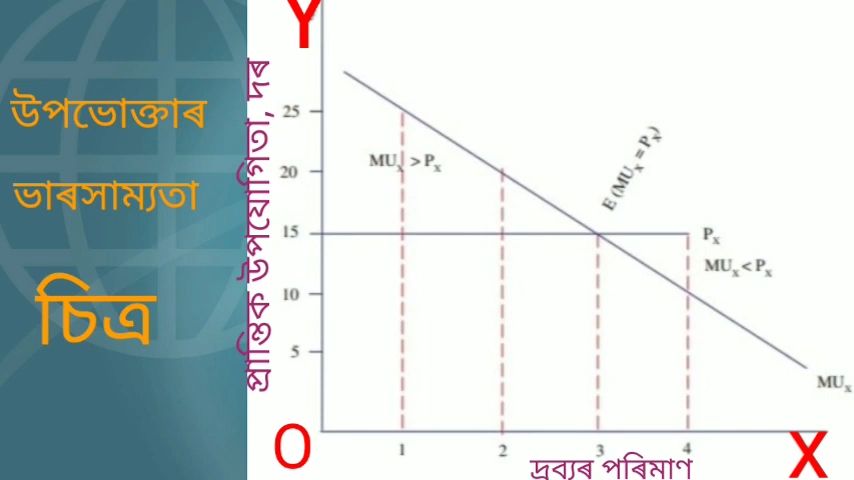 উপভোক্তাৰ
ভাৰসাম্যতা
চিত্ৰ
Y
প্ৰান্তিক উপযোগিতা, দৰ
25
20
15
10
5
MUx > Px
E (MUx = Px)
Px
MUx < Px
MUx
O
1 2 3 4
X
দ্ৰব্যৰ পৰিমাণ